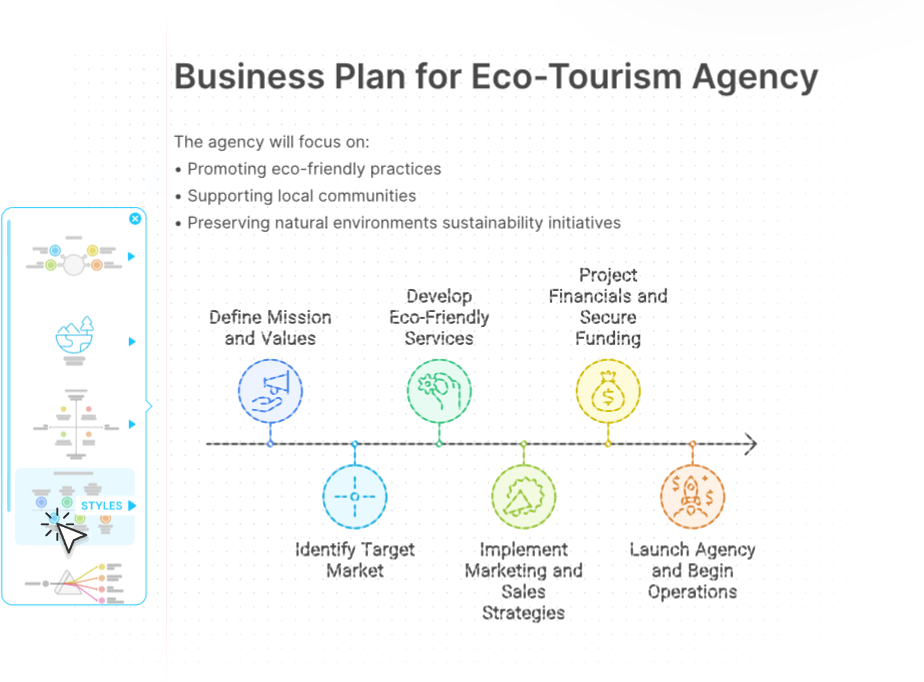 Business Plan for Eco-Tourism Agency
The agency will focus on:
• Promoting eco-friendly practices
• Supporting local communities
• Preserving natural environments sustainability initiatives
Define Mission
and Values
Develop
Eco-Friendly
Services
Project
Financials and
Secure
Funding
$
$
$
STYLES
Identify Target
Market
Implement
Marketing and
Sales
Strategies
Launch Agency
and Begin
Operations